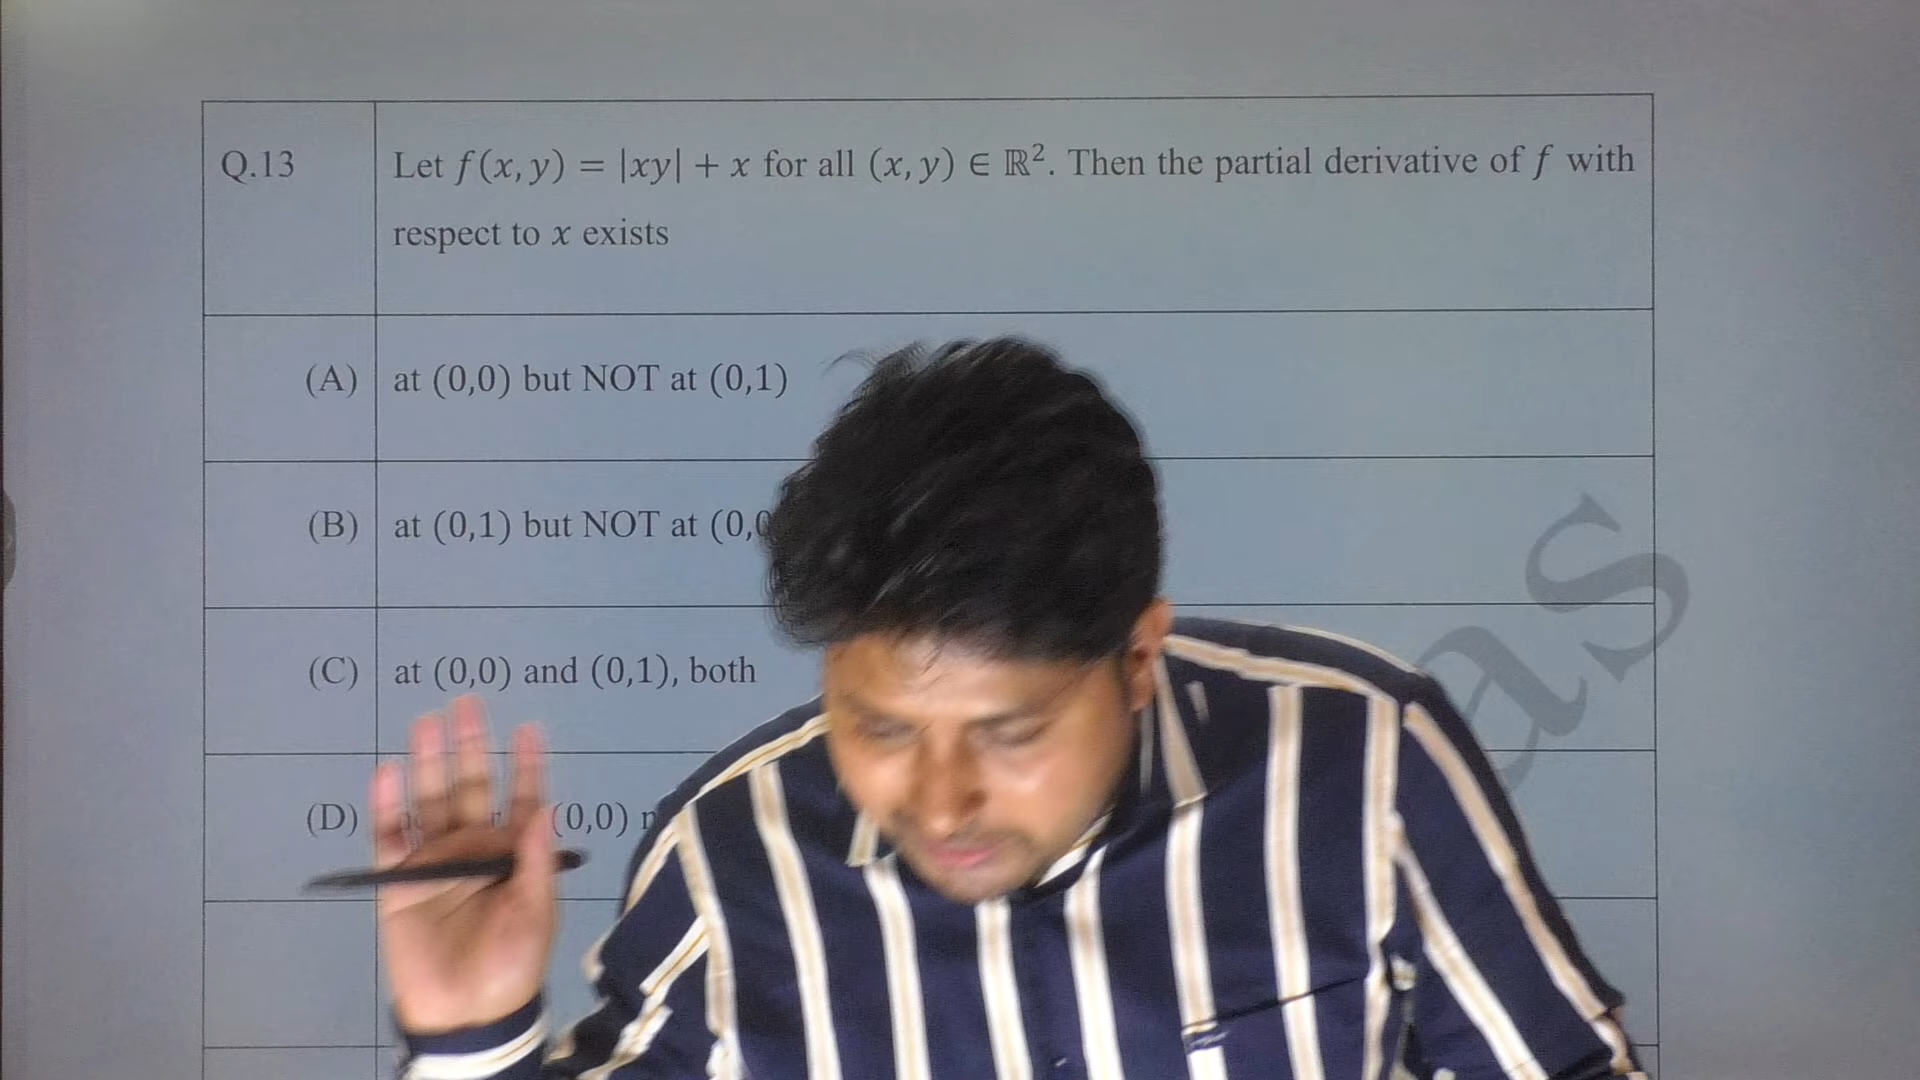 Q.13
Let f(x, y) = |xy| + x for all (x, y) ∈ ℝ². Then the partial derivative of f with
respect to x exists
(A) at (0,0) but NOT at (0,1)
(B) at (0,1) but NOT at (0,
(C) at (0,0) and (0,1), both
(D) (0,0)
as